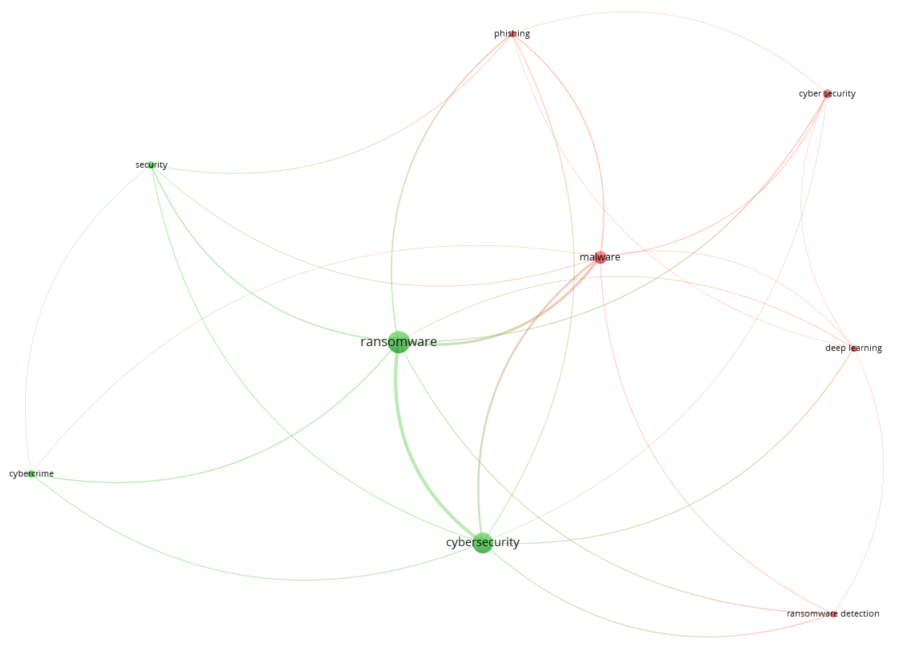 phishing
cyber security
security
malware
ransomware
deep learning
cybercrime
cybersecurity
ransomware detection